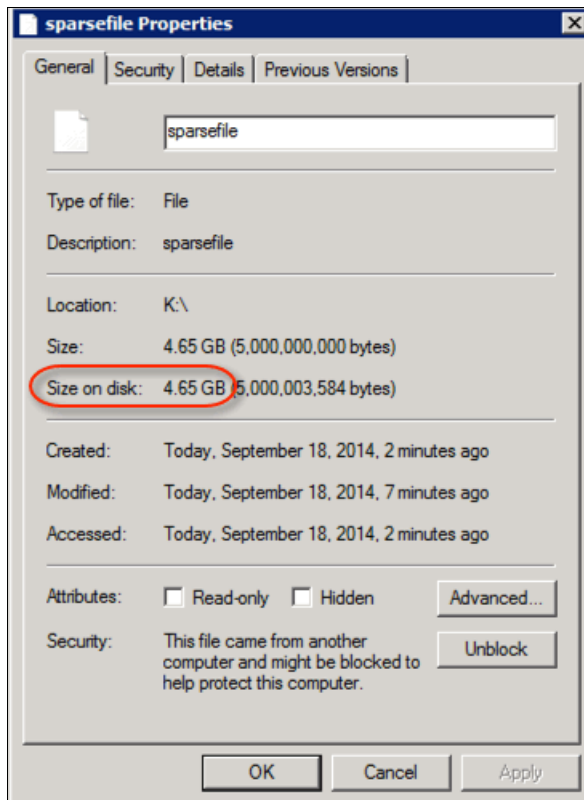 sparsefile Properties
General Security Details Previous Versions
sparsefile
Type of file: File
Description: sparsefile
Location: K:\
Size: 4.65 GB (5,000,000,000 bytes)
Size on disk: 4.65 GB (5,000,003,584 bytes)
Created: Today, September 18, 2014, 2 minutes ago
Modified: Today, September 18, 2014, 7 minutes ago
Accessed: Today, September 18, 2014, 2 minutes ago
Attributes: Read-only Hidden Advanced...
Security: This file came from another
computer and might be blocked to
help protect this computer.
Unblock
OK Cancel Apply